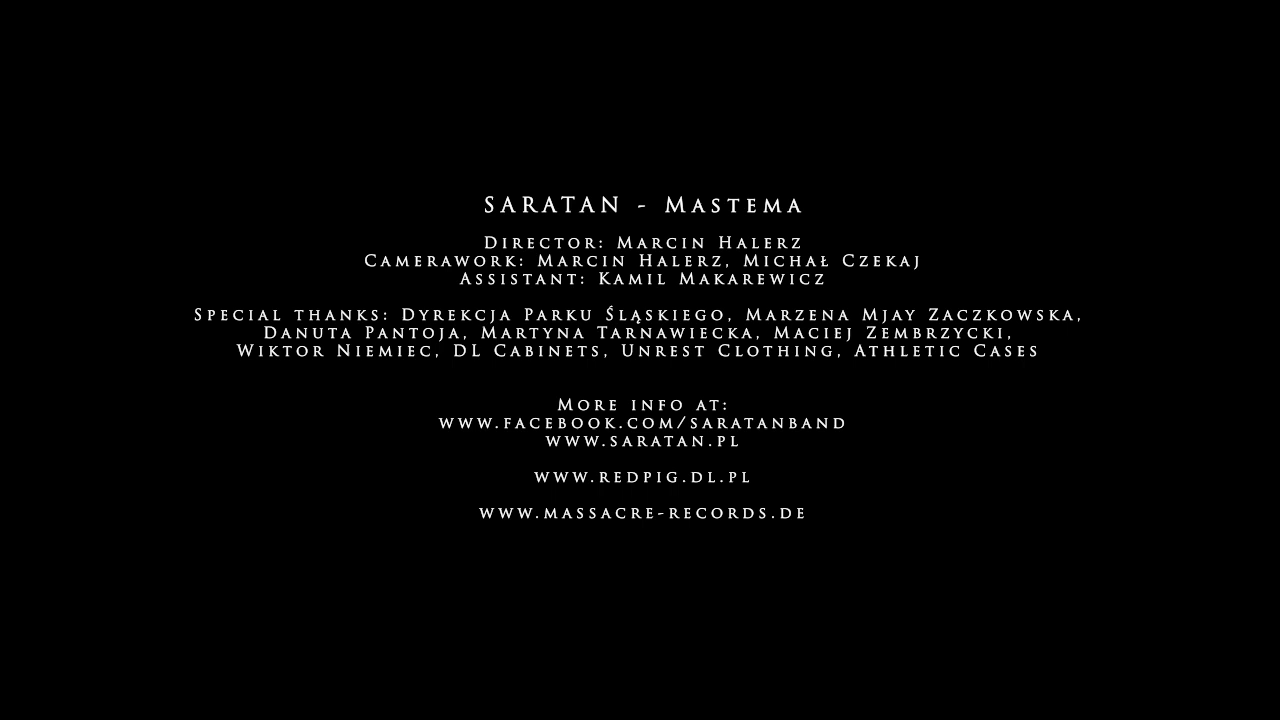 SARATAN - Mastema
Director: Marcin Halerz
Camerawork: Marcin Halerz, Michał Czekaj
Assistant: Kamil Makarewicz
Special thanks: Dyrekcja Parku Śląskiego, Marzena Mjay Zaczkowska,
Danuta Pantoja, Martyna Tarnawiecka, Maciej Zembrzycki,
Wiktor Niemiec, DL Cabinets, Unrest Clothing, Athletic Cases
More info at:
www.facebook.com/saratanband
www.saratan.pl
www.redpig.dl.pl
www.massacre-records.de